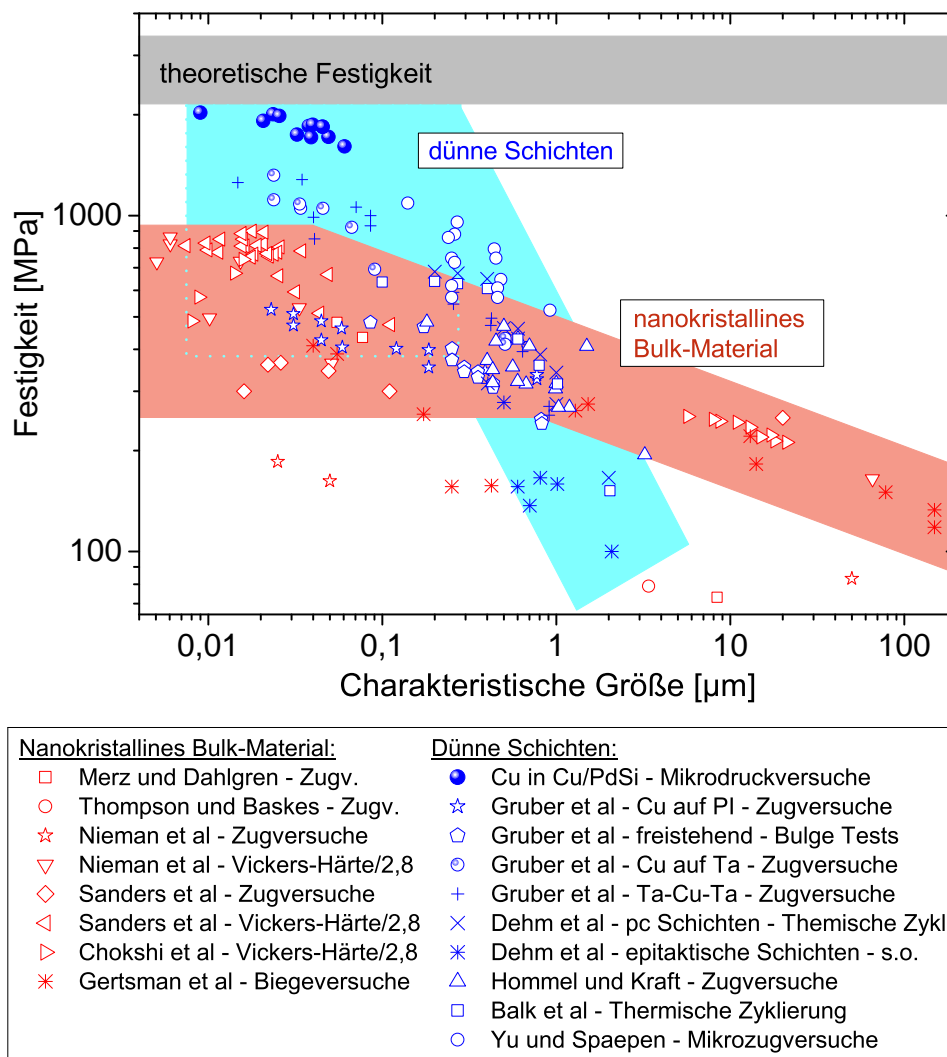 theoretische Festigkeit
dünne Schichten
1000
nanokristallines
Bulk-Material
100
Festigkeit [MPa]
0,01 0,1 1 10 100
Charakteristische Größe [µm]
Nanokristallines Bulk-Material:
Merz und Dahlgren - Zugv.
Thompson und Baskes - Zugv.
Nieman et al - Zugversuche
Nieman et al - Vickers-Härte/2,8
Sanders et al - Zugversuche
Sanders et al - Vickers-Härte/2,8
Chokshi et al - Vickers-Härte/2,8
Gertsman et al - Biegeversuche
Dünne Schichten:
Cu in Cu/PdSi - Mikrodruckversuche
Gruber et al - Cu auf PI - Zugversuche
Gruber et al - freistehend - Bulge Tests
Gruber et al - Cu auf Ta - Zugversuche
Gruber et al - Ta-Cu-Ta - Zugversuche
Dehm et al - pc Schichten - Themische Zykl
Dehm et al - epitaktische Schichten - s.o.
Hommel und Kraft - Zugversuche
Balk et al - Thermische Zyklierung
Yu und Spaepen - Mikrozugversuche